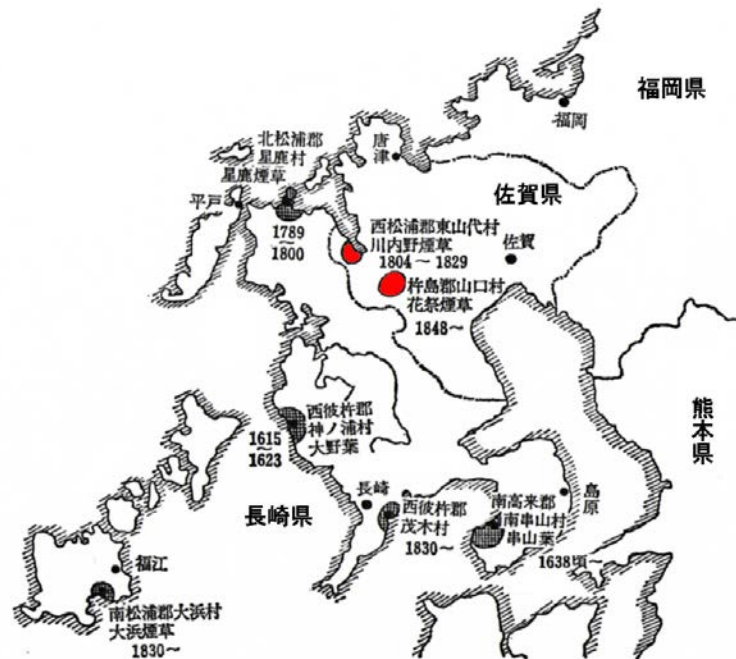 福岡県
福岡
唐津
北松浦郡
星鹿村
星鹿煙草
平戸
1789
～
1800
佐賀県
佐賀
西松浦郡東山代村
川内野煙草
1804 ～ 1829
杵島郡山口村
花祭煙草
1848～
熊本県
西彼杵郡
神ノ浦村
大野葉
1615
～
1623
長崎県
長崎
西彼杵郡
茂木村
1830～
南高来郡
南串山村
串山葉
1638頃～
島原
福江
南松浦郡大浜村
大浜煙草
1830～